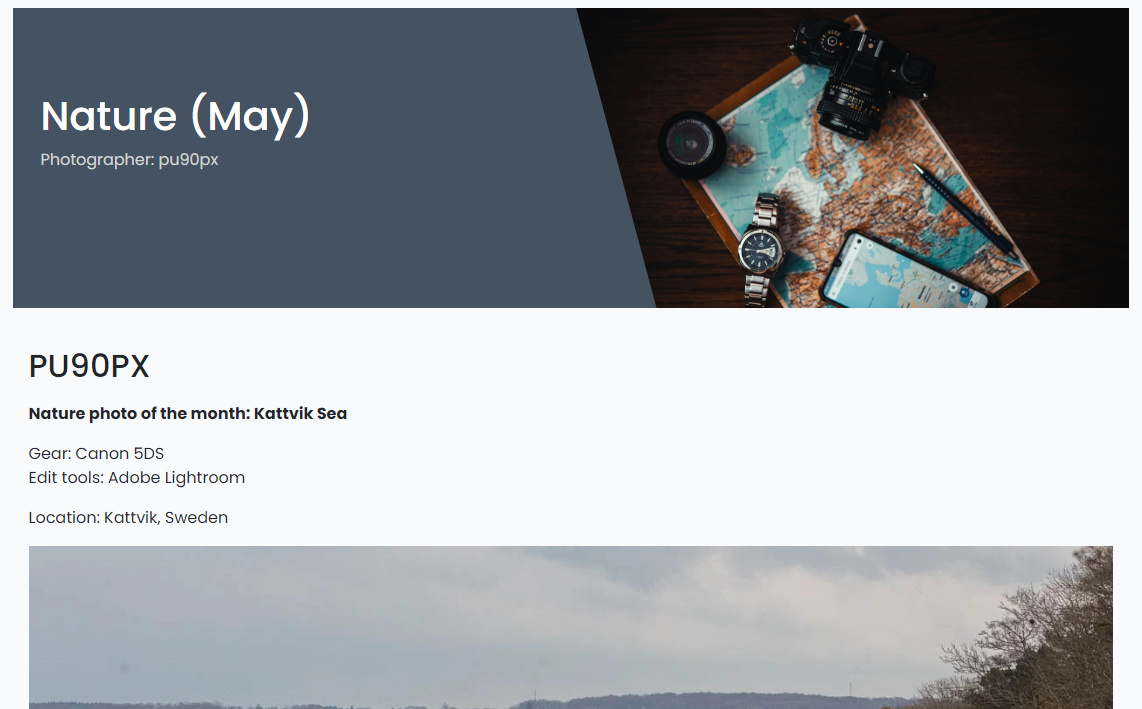 Nature (May)
Photographer: pu90px
PU90PX
Nature photo of the month: Kattvik Sea
Gear: Canon 5DS
Edit tools: Adobe Lightroom
Location: Kattvik, Sweden